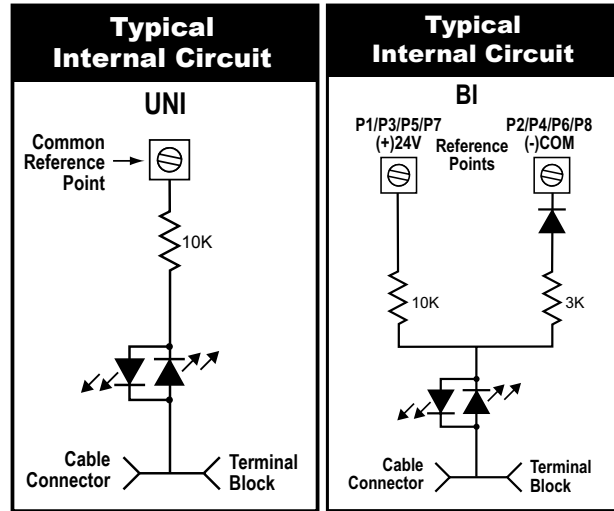 Typical
Internal Circuit
UNI
Common
Reference
Point
10K
Cable
Connector
Terminal
Block
Typical
Internal Circuit
BI
P1/P3/P5/P7
(+)24V
Reference
Points
P2/P4/P6/P8
(-)COM
10K
3K
Cable
Connector
Terminal
Block